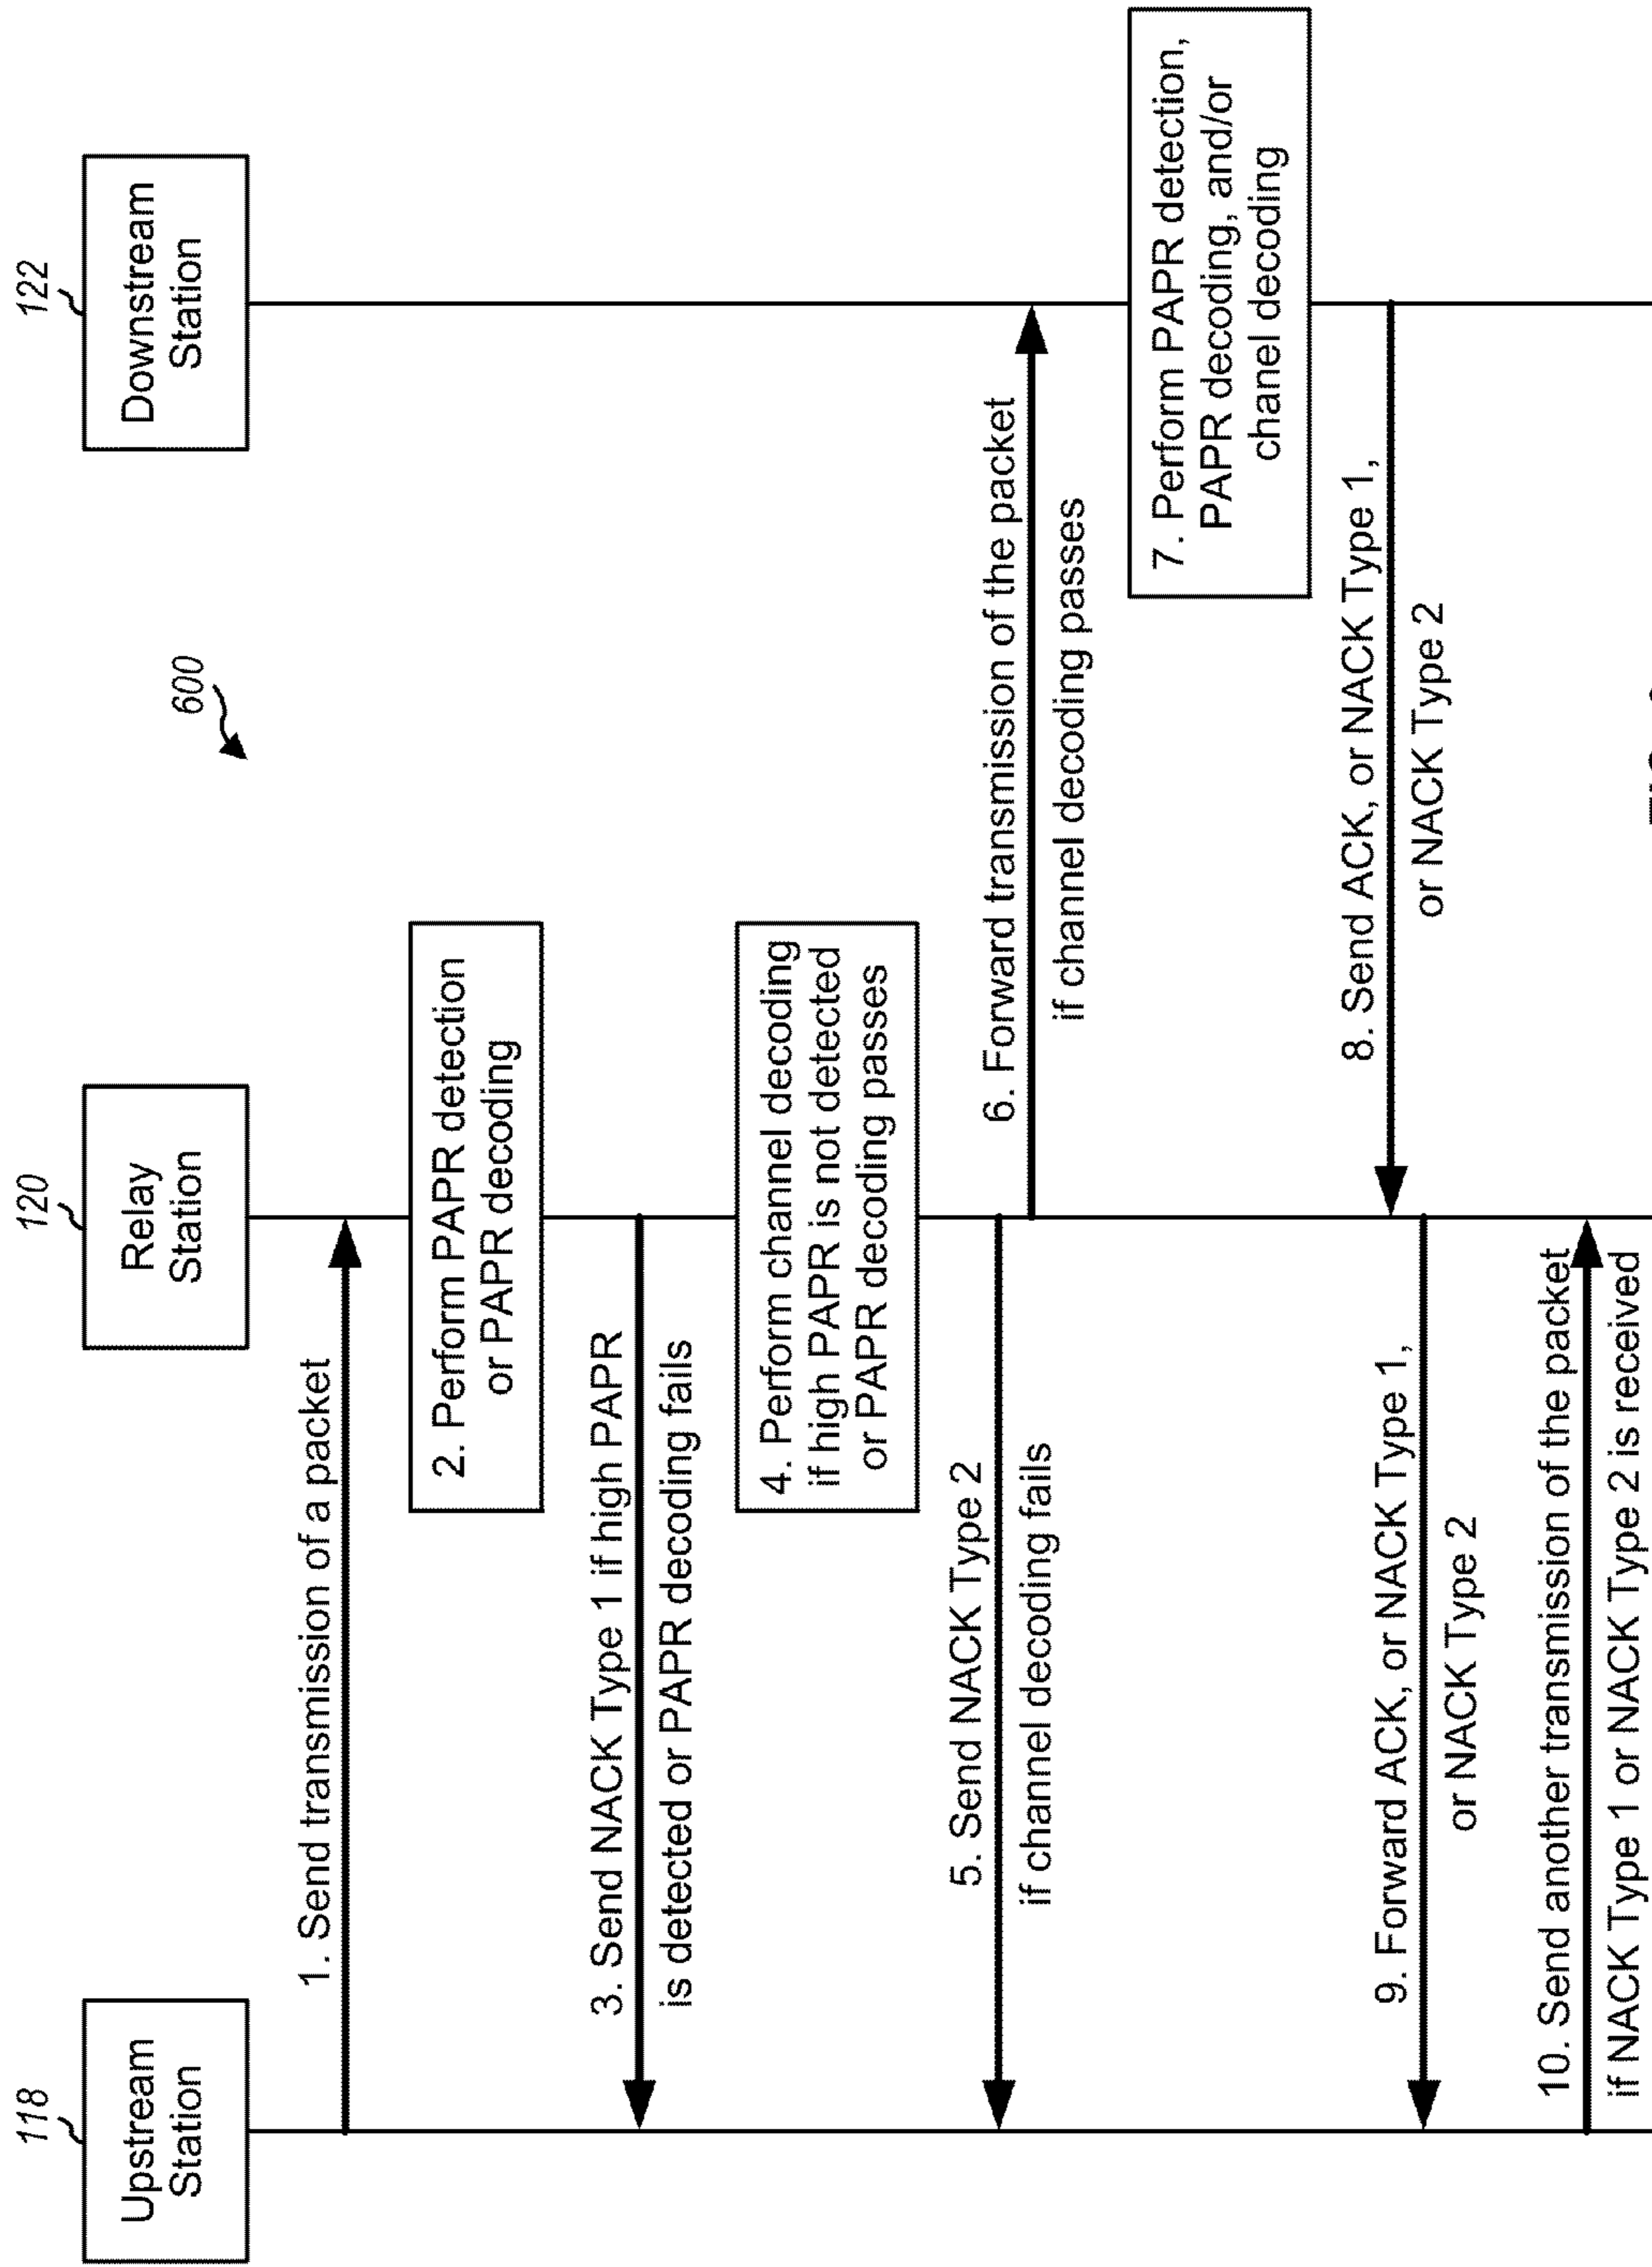 118
Upstream
Station
120
Relay
Station
122
Downstream
Station
600
1. Send transmission of a packet
2. Perform PAPR detection
or PAPR decoding
3. Send NACK Type 1 if high PAPR
is detected or PAPR decoding fails
4. Perform channel decoding
if high PAPR is not detected
or PAPR decoding passes
5. Send NACK Type 2
if channel decoding fails
6. Forward transmission of the packet
if channel decoding passes
7. Perform PAPR detection,
PAPR decoding, and/or
chanel decoding
8. Send ACK, or NACK Type 1,
or NACK Type 2
9. Forward ACK, or NACK Type 1,
or NACK Type 2
10. Send another transmission of the packet
if NACK Type 1 or NACK Type 2 is received